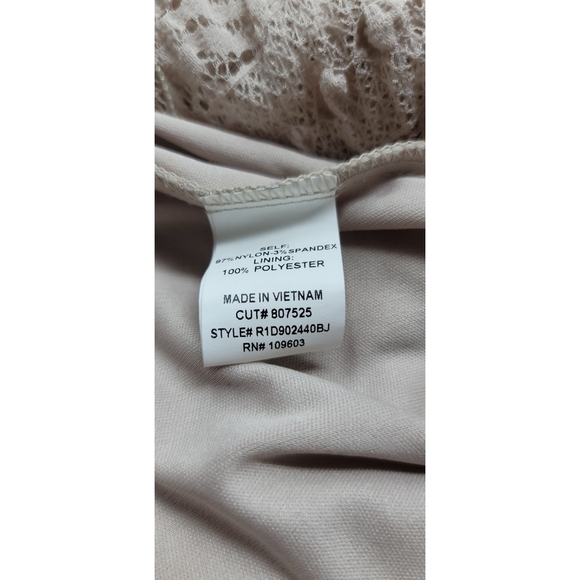 SELF:
97%NYLON-3%SPANDEX
LINING:
100% POLYESTER
MADE IN VIETNAM
CUT# 807525
STYLE# R1D902440BJ
RN# 109603